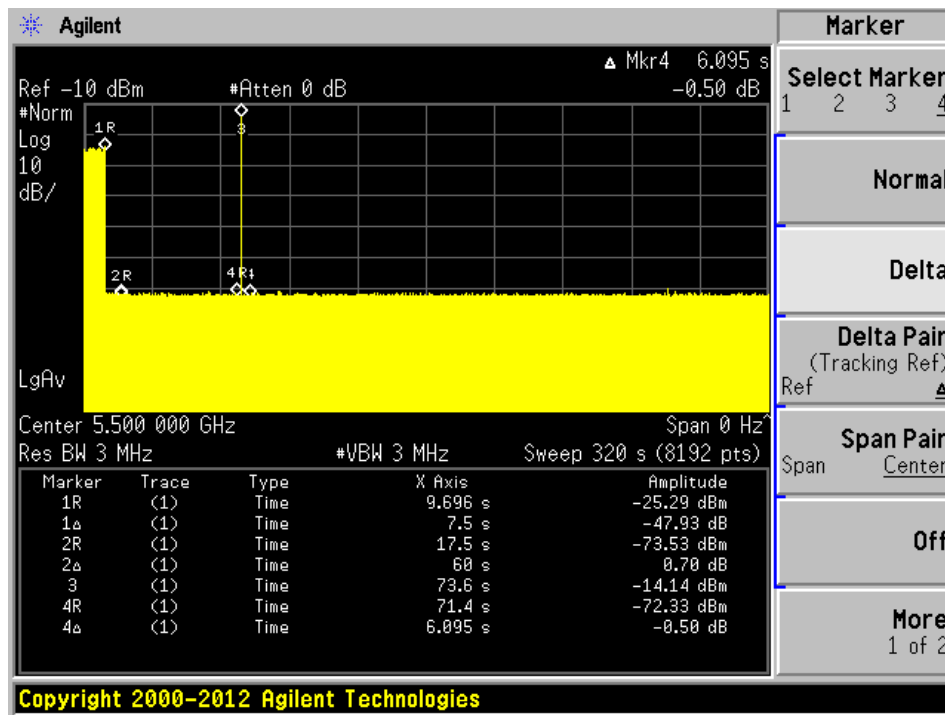 Agilent
Marker
▵ Mkr4 6.095 s
Ref −10 dBm #Atten 0 dB −0.50 dB
#Norm
Log
10
dB/
1R
3
2R
4R
LgAv
Center 5.500 000 GHz Span 0 Hz^
Res BW 3 MHz #VBW 3 MHz Sweep 320 s (8192 pts)
Marker Trace Type X Axis Amplitude
1R (1) Time 9.696 s −25.29 dBm
1▵ (1) Time 7.5 s −47.93 dB
2R (1) Time 17.5 s −73.53 dBm
2▵ (1) Time 60 s 0.70 dB
3 (1) Time 73.6 s −14.14 dBm
4R (1) Time 71.4 s −72.33 dBm
4▵ (1) Time 6.095 s −0.50 dB
Select Marker
1 2 3 4
Normal
Delta
Delta Pair
(Tracking Ref)
Ref ▵
Span Pair
Span Center
Off
More
1 of 2
Copyright 2000–2012 Agilent Technologies